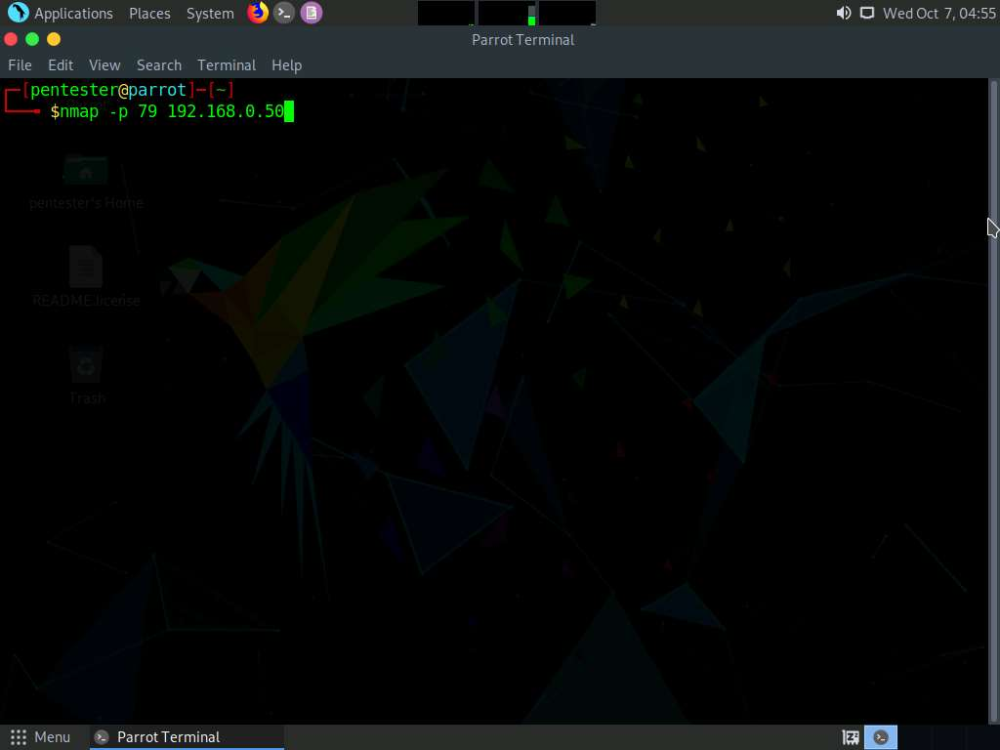 Applications Places System Wed Oct 7, 04:55
Parrot Terminal
File Edit View Search Terminal Help
┌─[pentester@parrot]─[~]
└──╼ $nmap -p 79 192.168.0.50
pentester's Home
README.license
Trash
Menu Parrot Terminal